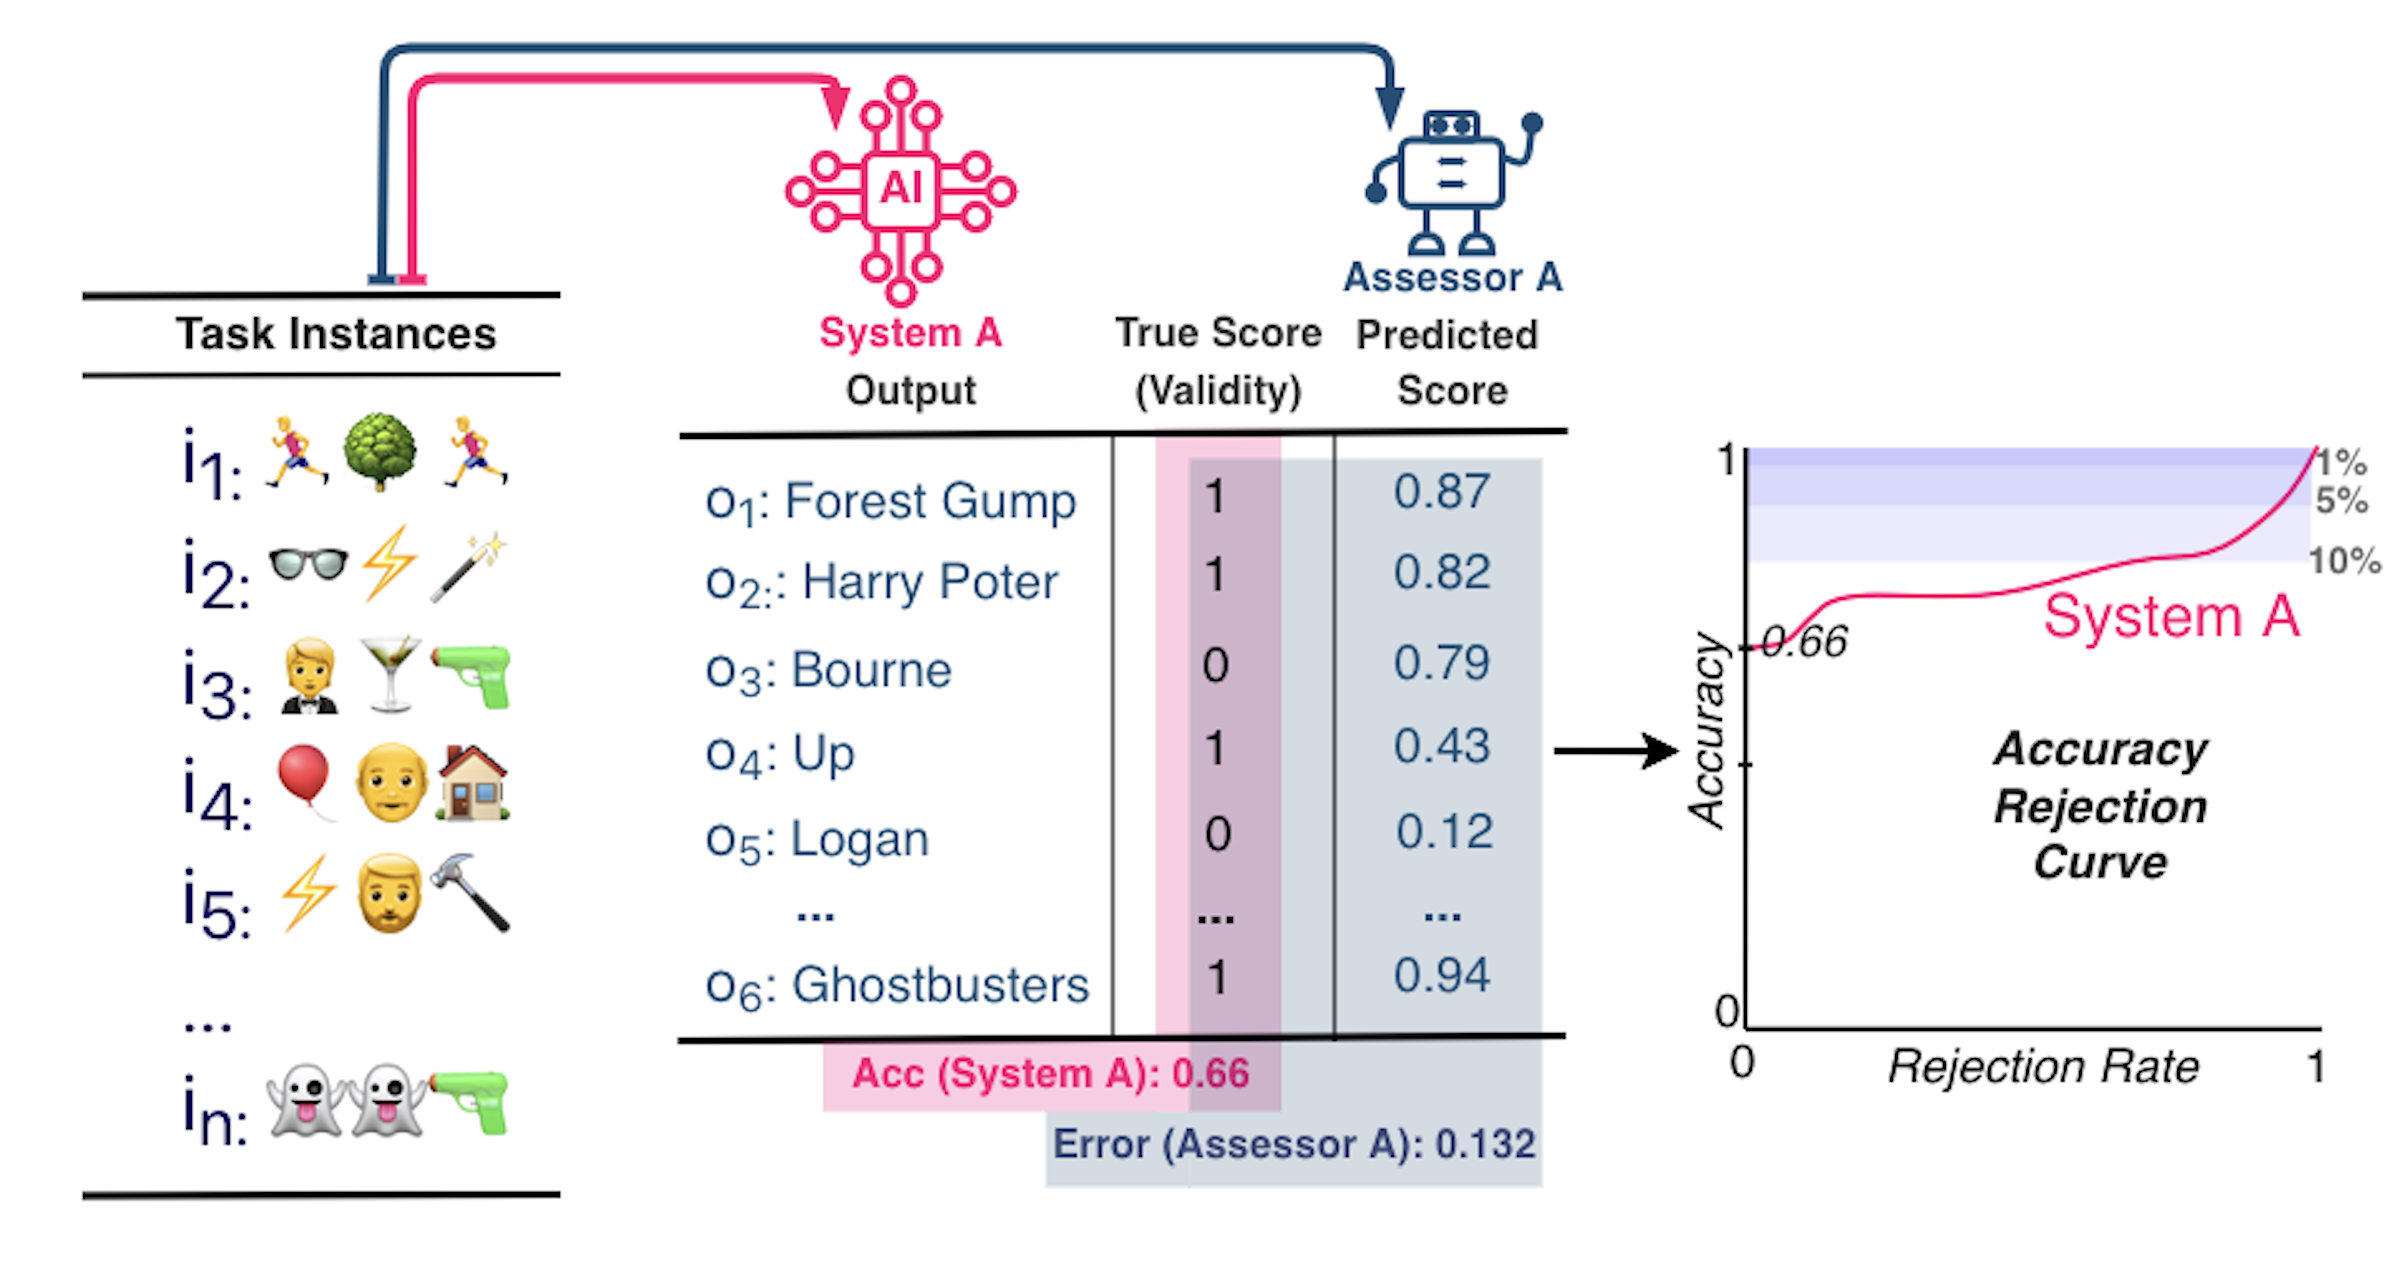 AI
Assessor A
Task Instances
System A
Output
True Score
(Validity)
Predicted
Score
i1:
i2:
i3:
i4:
i5:
...
in:
o1: Forest Gump 1 0.87
o2:: Harry Poter 1 0.82
o3: Bourne 0 0.79
o4: Up 1 0.43
o5: Logan 0 0.12
... ... ...
o6: Ghostbusters 1 0.94
Acc (System A): 0.66
Error (Assessor A): 0.132
1
1%
5%
10%
System A
0.66
Accuracy
Accuracy
Rejection
Curve
0
0
Rejection Rate
1